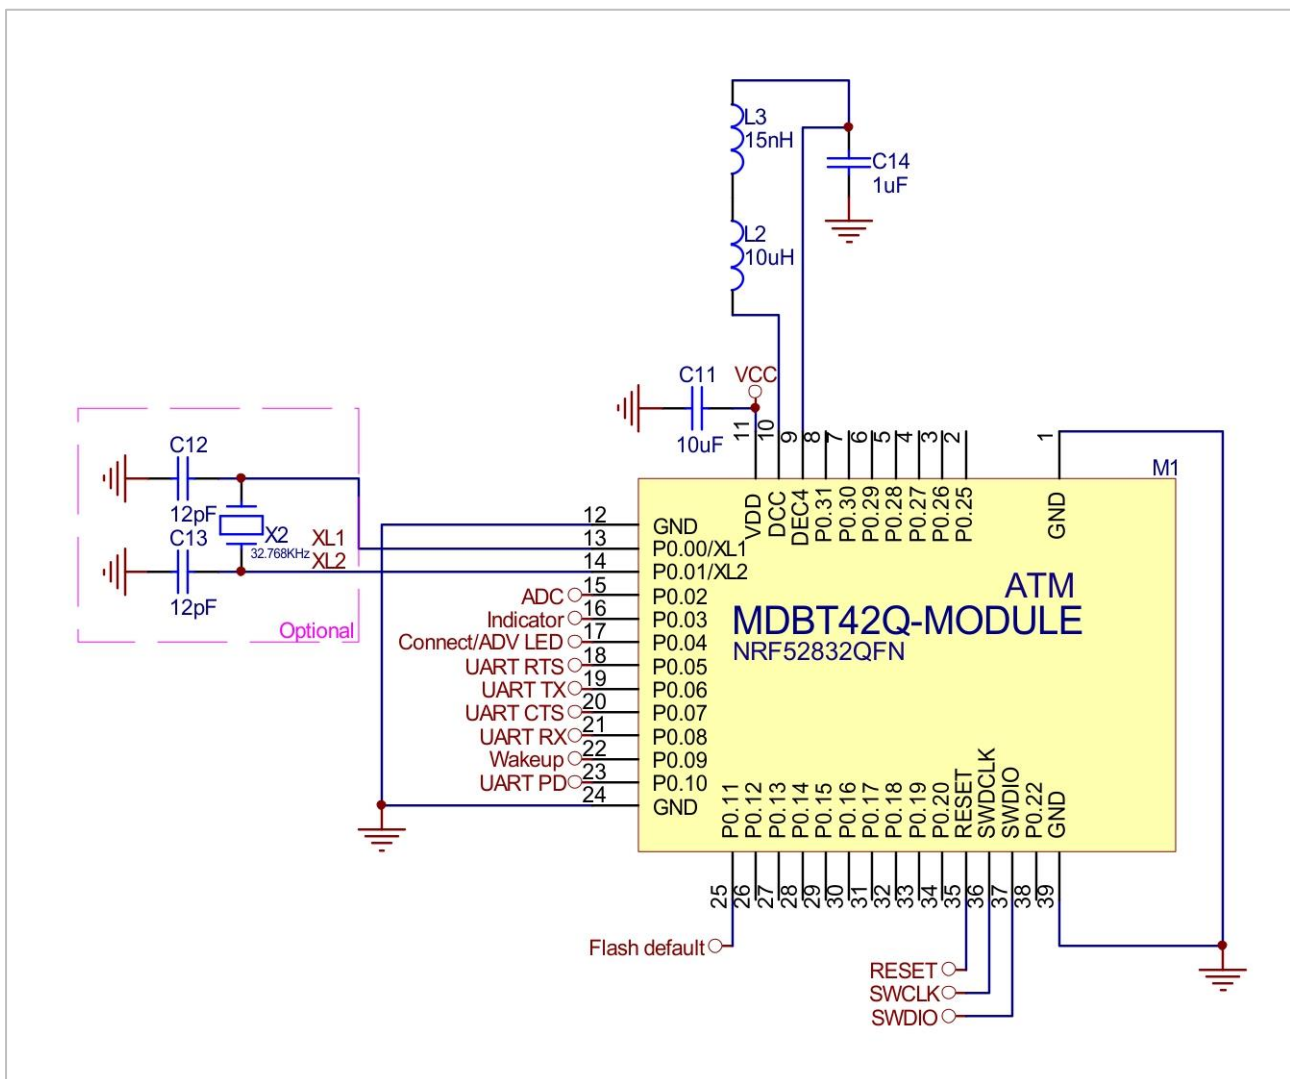 L3
15nH
C14
1uF
L2
10uH
C11
VCC
10uF
11
10
9
8
7
6
5
4
3
2
1
M1
C12
12pF
C13
12pF
X2
32.768KHz
XL1
XL2
Optional
VDD
DCC
DEC4
P0.31
P0.30
P0.29
P0.28
P0.27
P0.26
P0.25
GND
12 GND
13 P0.00/XL1
14 P0.01/XL2
ADC 15 P0.02
Indicator 16 P0.03
Connect/ADV LED 17 P0.04
UART RTS 18 P0.05
UART TX 19 P0.06
UART CTS 20 P0.07
UART RX 21 P0.08
Wakeup 22 P0.09
UART PD 23 P0.10
24 GND
ATM
MDBT42Q-MODULE
NRF52832QFN
P0.11
P0.12
P0.13
P0.14
P0.15
P0.16
P0.17
P0.18
P0.19
P0.20
RESET
SWDCLK
SWDIO
P0.22
GND
25
26
27
28
29
30
31
32
33
34
35
36
37
38
39
Flash default
RESET
SWCLK
SWDIO